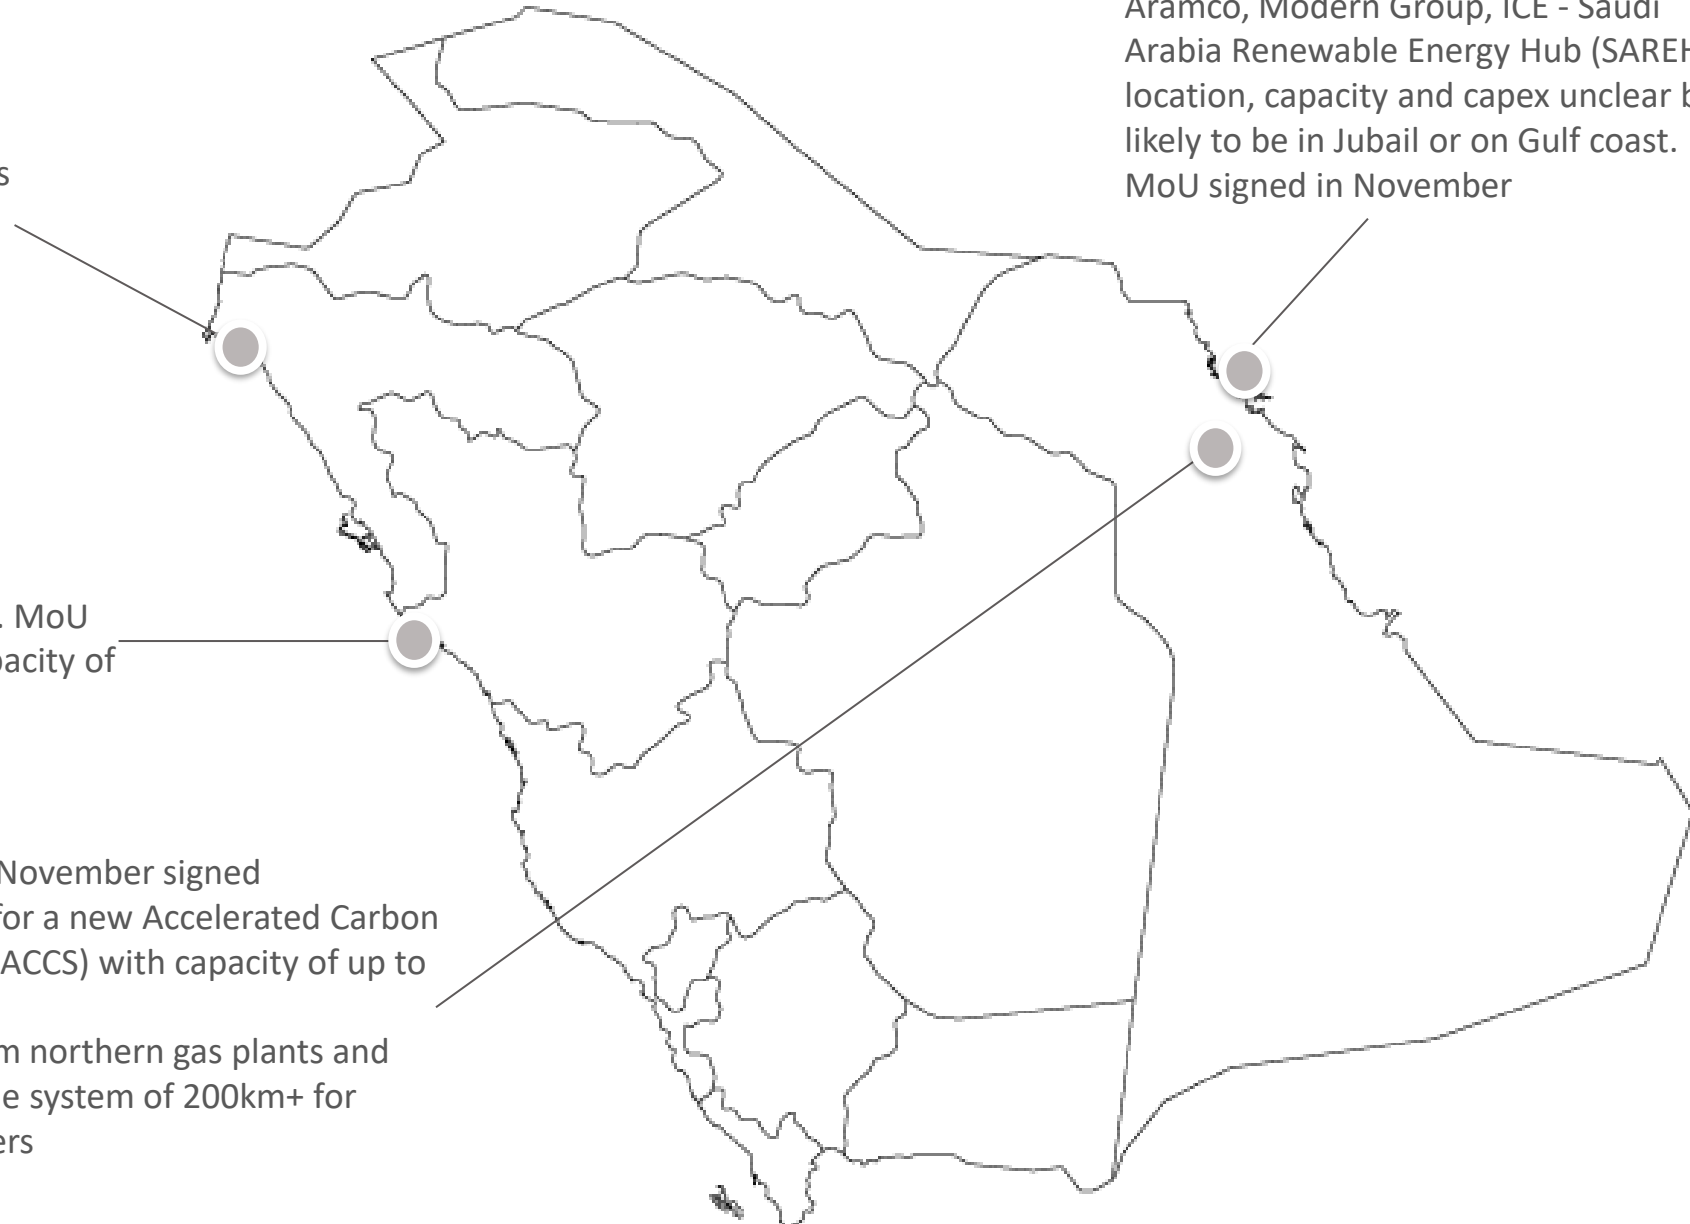 Aramco, Modern Group, ICE - Saudi
Arabia Renewable Energy Hub (SAREH
location, capacity and capex unclear b
likely to be in Jubail or on Gulf coast.
MoU signed in November
s
. MoU
pacity of
November signed
for a new Accelerated Carbon
ACCS) with capacity of up to
m northern gas plants and
e system of 200km+ for
ers